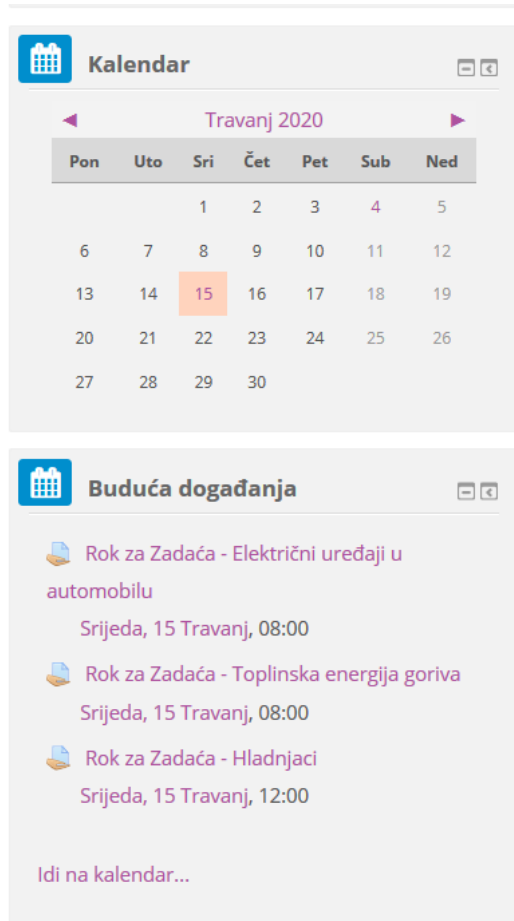 Kalendar
Travanj 2020
Pon Uto Sri Čet Pet Sub Ned
1 2 3 4 5
6 7 8 9 10 11 12
13 14 15 16 17 18 19
20 21 22 23 24 25 26
27 28 29 30
Buduća događanja
Rok za Zadaća - Električni uređaji u
automobilu
Srijeda, 15 Travanj, 08:00
Rok za Zadaća - Toplinska energija goriva
Srijeda, 15 Travanj, 08:00
Rok za Zadaća - Hladnjaci
Srijeda, 15 Travanj, 12:00
Idi na kalendar...